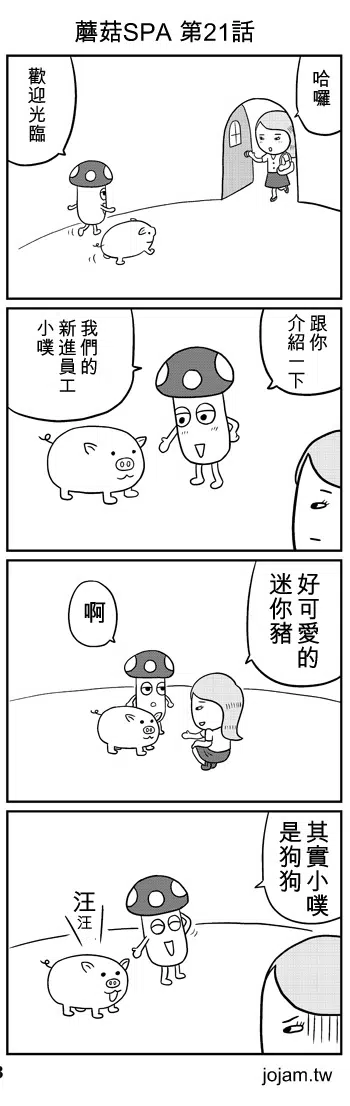 蘑菇SPA 第21話
哈囉
歡迎光臨
跟你
介紹一下
我們的
新進員工
小噗
好可愛的
迷你豬
啊
其實小噗
是狗狗
汪
汪
jojam.tw